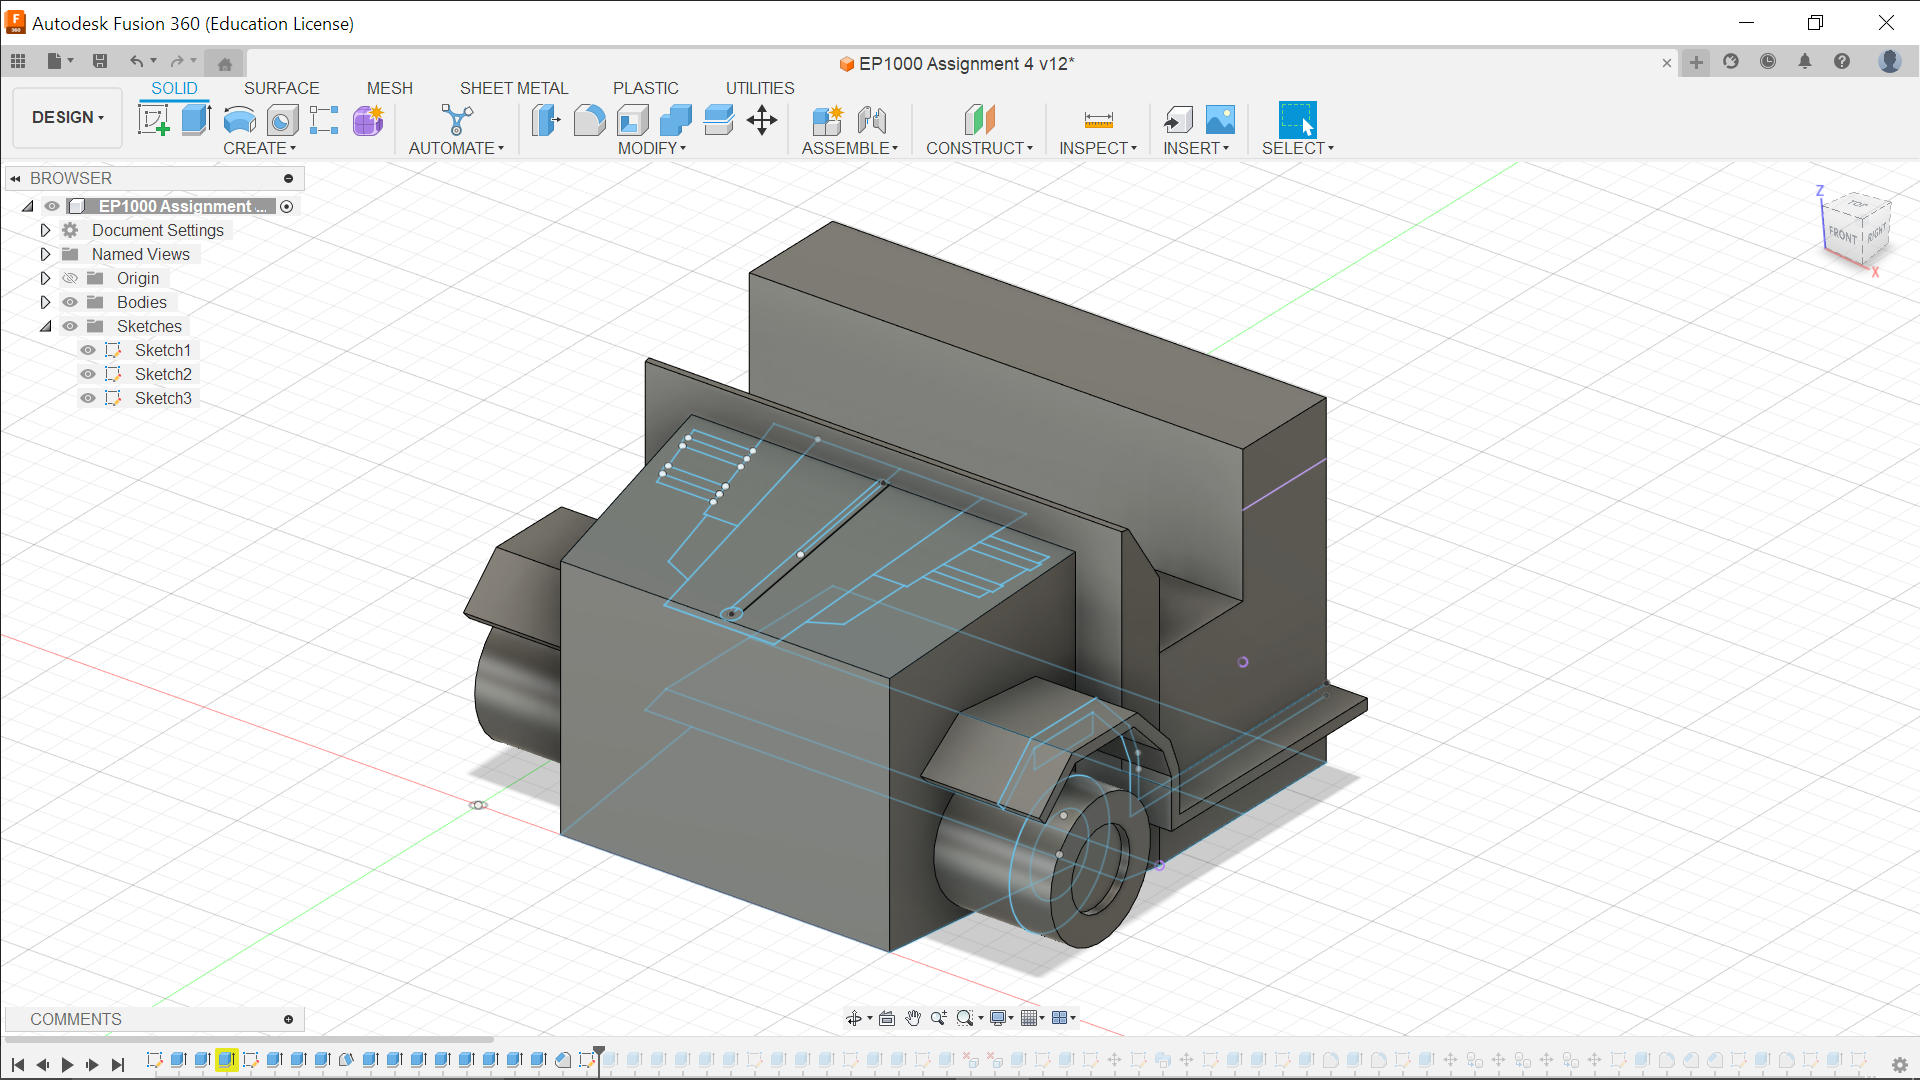 Autodesk Fusion 360 (Education License)
EP1000 Assignment 4 v12*
DESIGN
SOLID SURFACE MESH SHEET METAL PLASTIC UTILITIES
CREATE AUTOMATE MODIFY ASSEMBLE CONSTRUCT INSPECT INSERT SELECT
BROWSER
EP1000 Assignment ...
Document Settings
Named Views
Origin
Bodies
Sketches
Sketch1
Sketch2
Sketch3
Z
TOP
FRONT RIGHT
X
COMMENTS